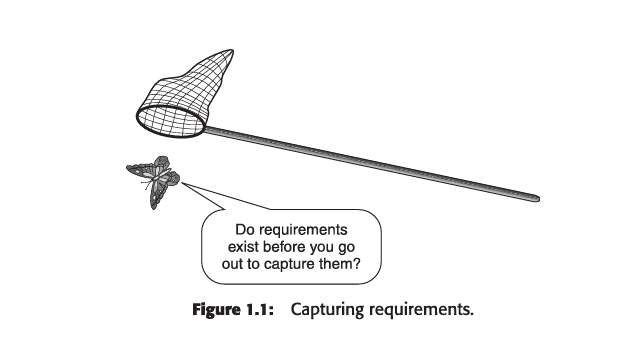 Do requirements
exist before you go
out to capture them?
Figure 1.1: Capturing requirements.